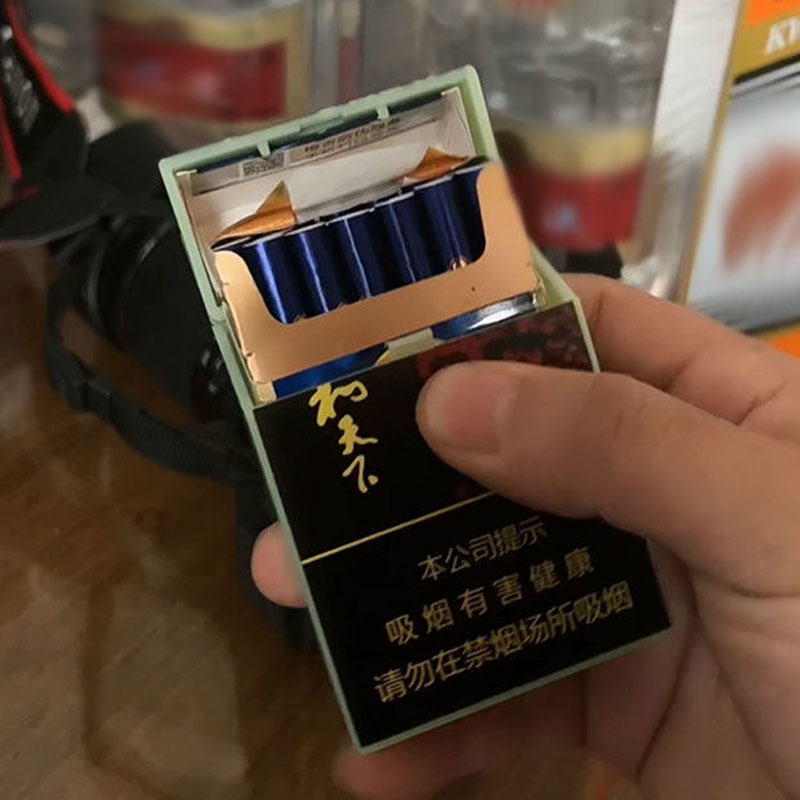 和天下
本公司提示
吸烟有害健康
请勿在禁烟场所吸烟